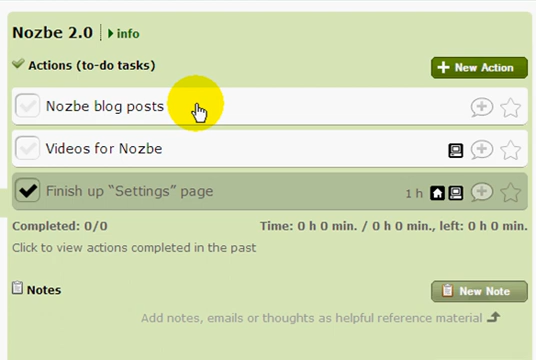 Nozbe 2.0 info
Actions (to-do tasks) New Action
Nozbe blog posts
Videos for Nozbe
Finish up “Settings” page 1 h
Completed: 0/0 Time: 0 h 0 min. / 0 h 0 min., left: 0 h 0 min.
Click to view actions completed in the past
Notes New Note
Add notes, emails or thoughts as helpful reference material